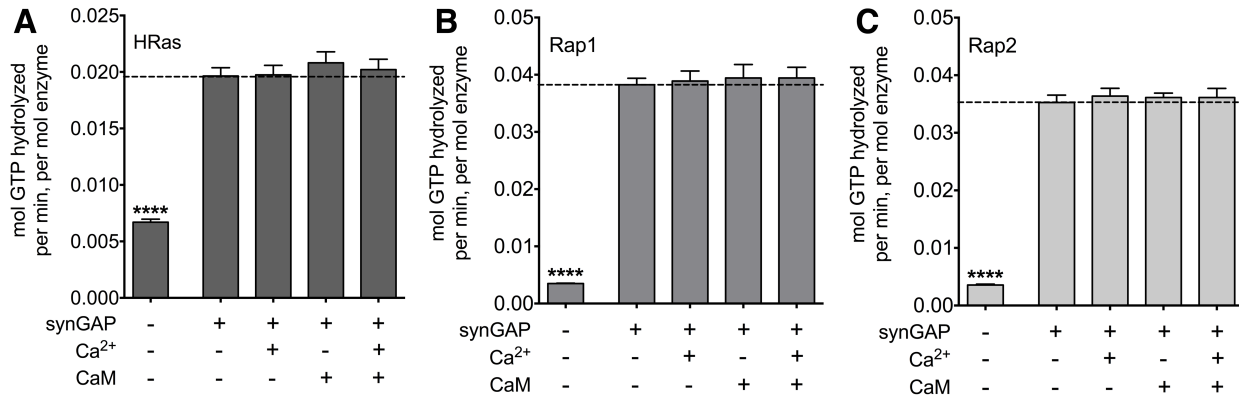 A
HRas
mol GTP hydrolyzed
per min, per mol enzyme
0.025
0.020
0.015
0.010
0.005
0.000
****
synGAP - + + + +
Ca2+ - - + - +
CaM - - - + +
B
Rap1
mol GTP hydrolyzed
per min, per mol enzyme
0.05
0.04
0.03
0.02
0.01
0.00
****
synGAP - + + + +
Ca2+ - - + - +
CaM - - - + +
C
Rap2
mol GTP hydrolyzed
per min, per mol enzyme
0.05
0.04
0.03
0.02
0.01
0.00
****
synGAP - + + + +
Ca2+ - - + - +
CaM - - - + +